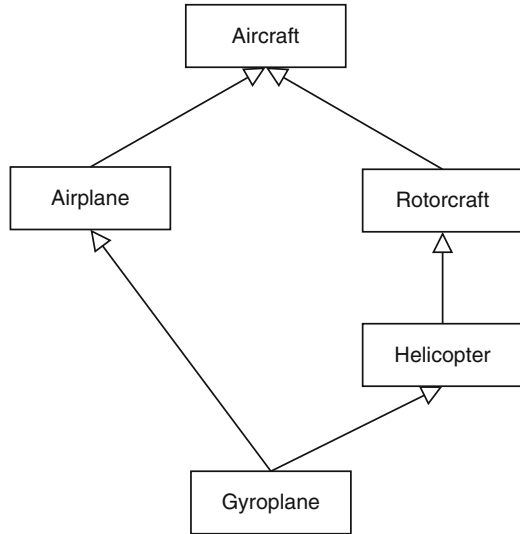 Aircraft
Airplane
Rotorcraft
Helicopter
Gyroplane